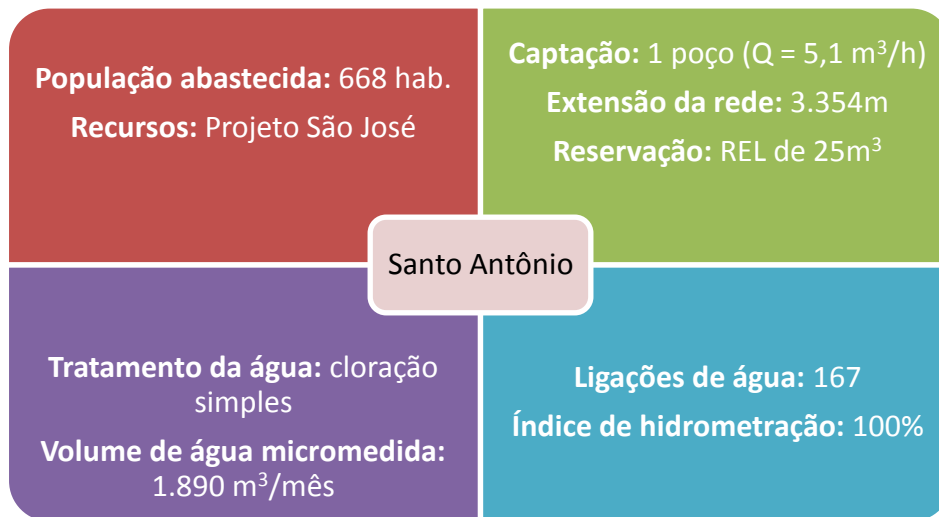 População abastecida: 668 hab.
Recursos: Projeto São José
Captação: 1 poço (Q = 5,1 m³/h)
Extensão da rede: 3.354m
Reservação: REL de 25m³
Santo Antônio
Tratamento da água: cloração
simples
Volume de água micromedida:
1.890 m³/mês
Ligações de água: 167
Índice de hidrometração: 100%